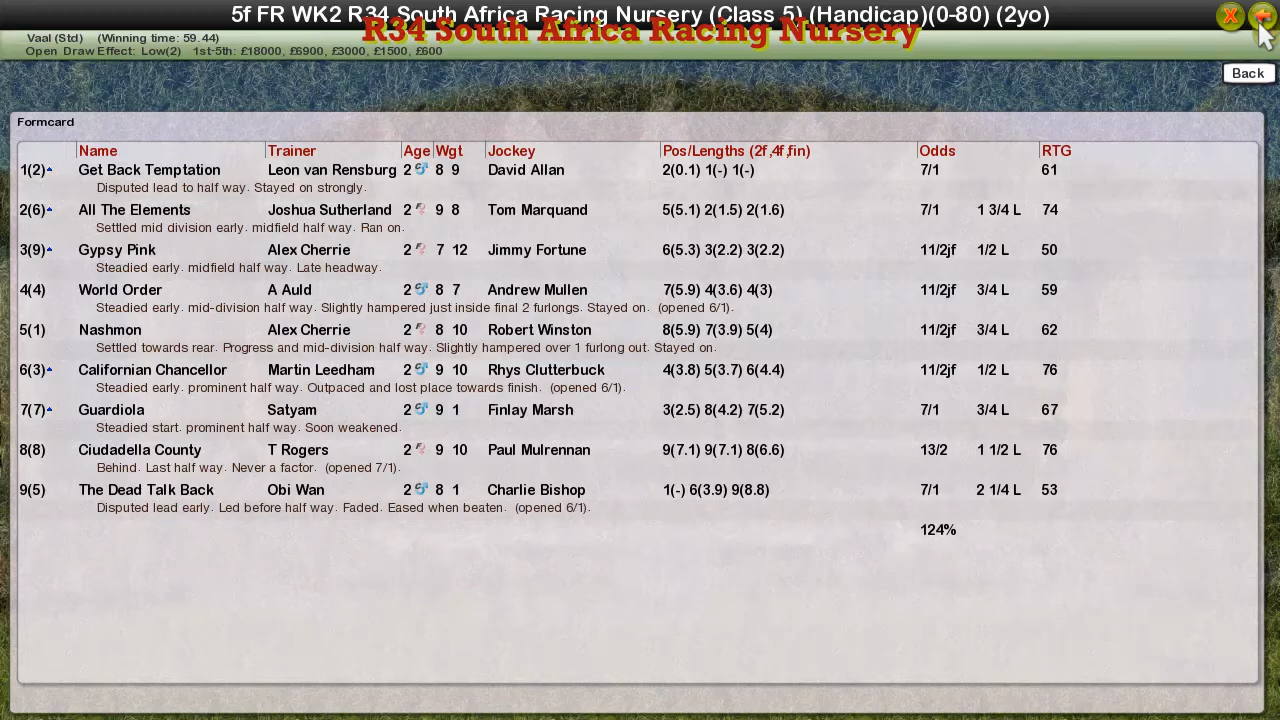 5f FR WK2 R34 South Africa Racing Nursery (Class 5) (Handicap)(0-80) (2yo)
R34 South Africa Racing Nursery
Vaal (Std) (Winning time: 59.44)
Open Draw Effect: Low(2) 1st-5th: £18000, £6900, £3000, £1500, £600
X
Back
Formcard
Name Trainer Age Wgt Jockey Pos/Lengths (2f,4f,fin) Odds RTG
1(2) Get Back Temptation Leon van Rensburg 2 8 9 David Allan 2(0.1) 1(-) 1(-) 7/1 61
Disputed lead to half way. Stayed on strongly.
2(6) All The Elements Joshua Sutherland 2 9 8 Tom Marquand 5(5.1) 2(1.5) 2(1.6) 7/1 1 3/4 L 74
Settled mid division early. midfield half way. Ran on.
3(9) Gypsy Pink Alex Cherrie 2 7 12 Jimmy Fortune 6(5.3) 3(2.2) 3(2.2) 11/2jf 1/2 L 50
Steadied early. midfield half way. Late headway.
4(4) World Order A Auld 2 8 7 Andrew Mullen 7(5.9) 4(3.6) 4(3) 11/2jf 3/4 L 59
Steadied early. mid-division half way. Slightly hampered just inside final 2 furlongs. Stayed on. (opened 6/1).
5(1) Nashmon Alex Cherrie 2 8 10 Robert Winston 8(5.9) 7(3.9) 5(4) 11/2jf 3/4 L 62
Settled towards rear. Progress and mid-division half way. Slightly hampered over 1 furlong out. Stayed on.
6(3) Californian Chancellor Martin Leedham 2 9 10 Rhys Clutterbuck 4(3.8) 5(3.7) 6(4.4) 11/2jf 1/2 L 76
Steadied early. prominent half way. Outpaced and lost place towards finish. (opened 6/1).
7(7) Guardiola Satyam 2 9 1 Finlay Marsh 3(2.5) 8(4.2) 7(5.2) 7/1 3/4 L 67
Steadied start. prominent half way. Soon weakened.
8(8) Ciudadella County T Rogers 2 9 10 Paul Mulrennan 9(7.1) 9(7.1) 8(6.6) 13/2 1 1/2 L 76
Behind. Last half way. Never a factor. (opened 7/1).
9(5) The Dead Talk Back Obi Wan 2 8 1 Charlie Bishop 1(-) 6(3.9) 9(8.8) 7/1 2 1/4 L 53
Disputed lead early. Led before half way. Faded. Eased when beaten. (opened 6/1).
124%